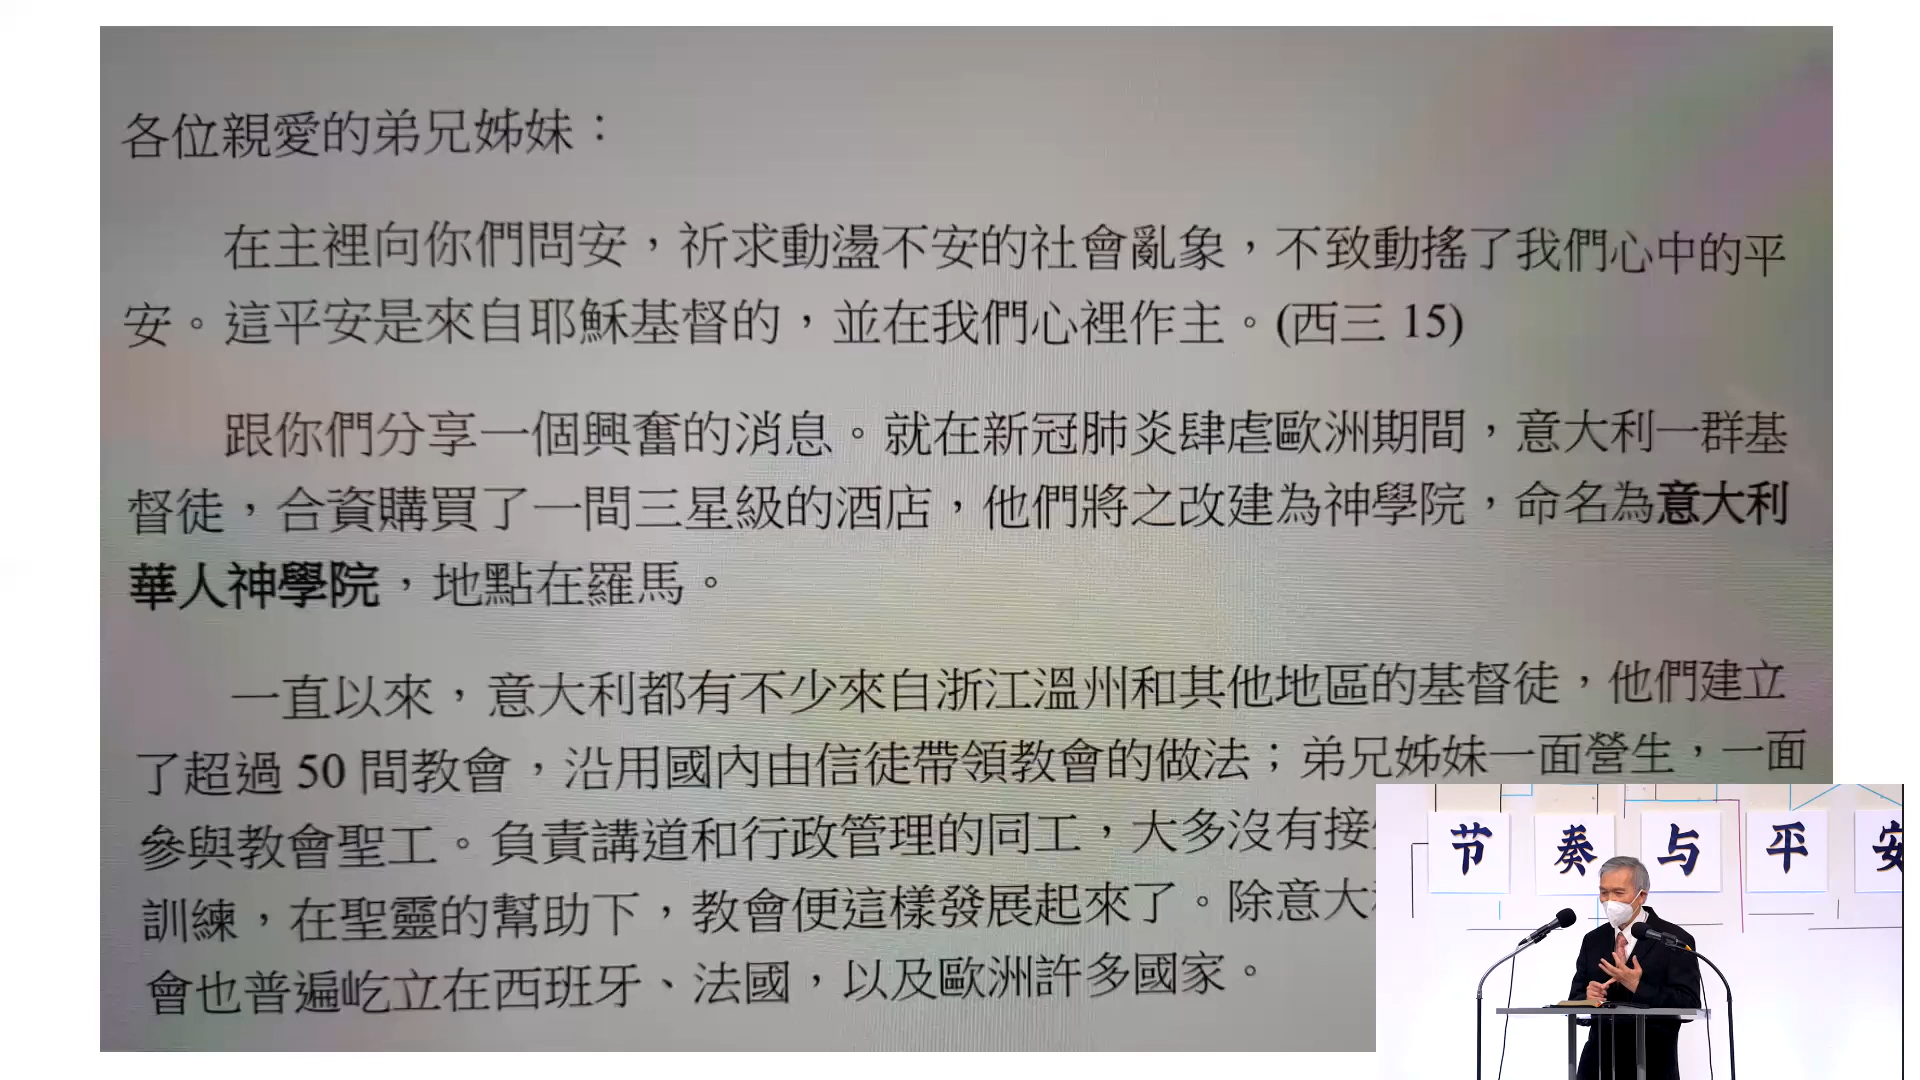 各位親愛的弟兄姊妹：
在主裡向你們問安，祈求動盪不安的社會亂象，不致動搖了我們心中的平
安。這平安是來自耶穌基督的，並在我們心裡作主。(西三 15)
跟你們分享一個興奮的消息。就在新冠肺炎肆虐歐洲期間，意大利一群基
督徒，合資購買了一間三星級的酒店，他們將之改建為神學院，命名為意大利
華人神學院，地點在羅馬。
一直以來，意大利都有不少來自浙江溫州和其他地區的基督徒，他們建立
了超過 50 間教會，沿用國內由信徒帶領教會的做法；弟兄姊妹一面營生，一面
參與教會聖工。負責講道和行政管理的同工，大多沒有接
訓練，在聖靈的幫助下，教會便這樣發展起來了。除意大
會也普遍屹立在西班牙、法國，以及歐洲許多國家。
节奏与平安